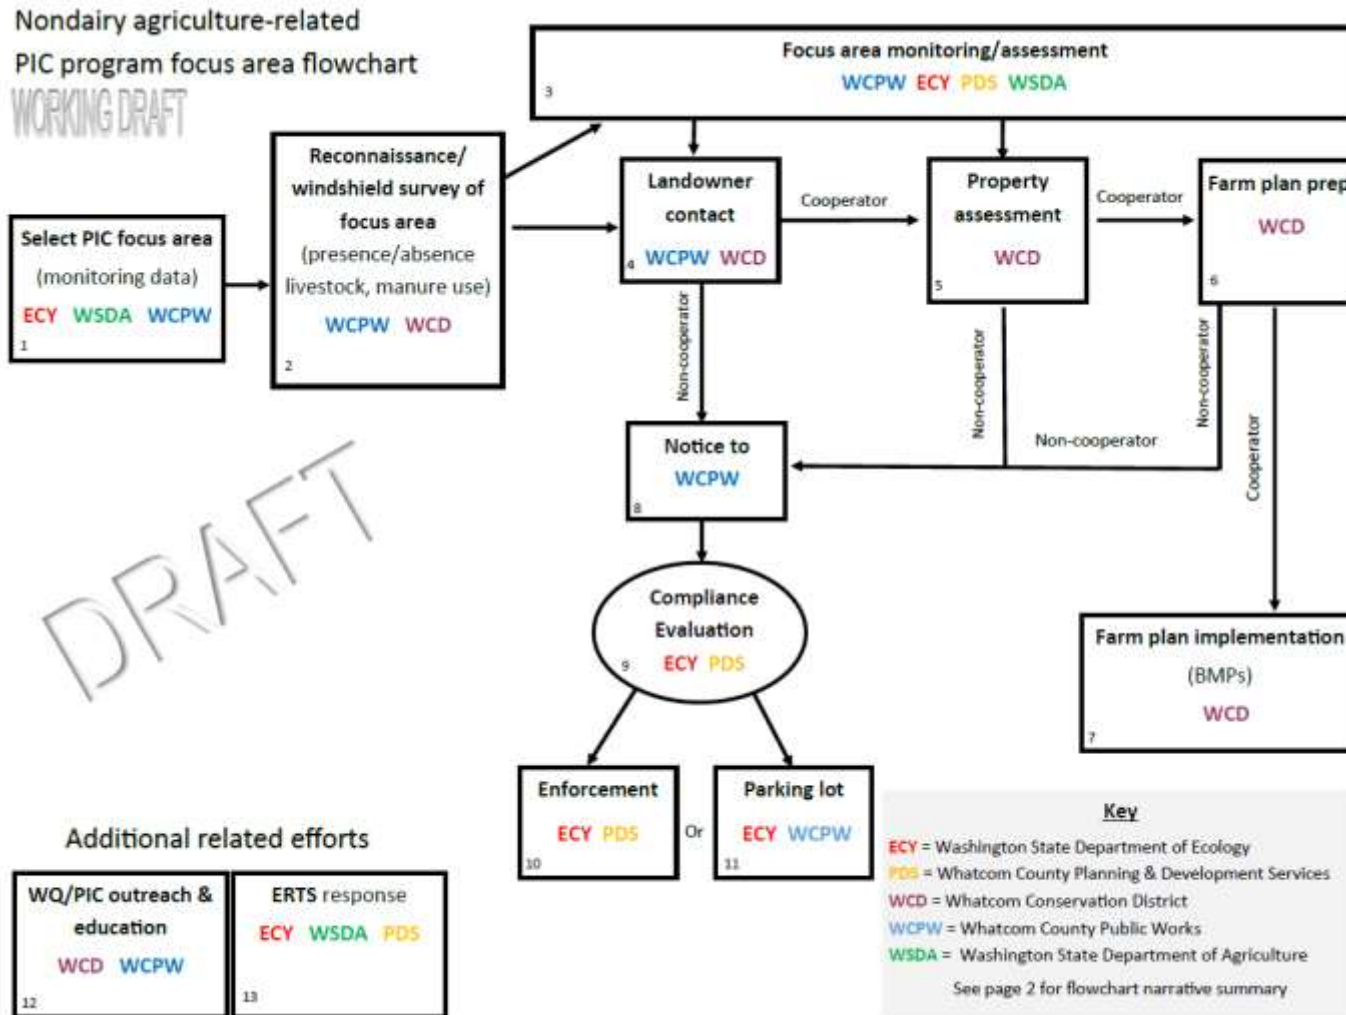 Nondairy agriculture-related
PIC program focus area flowchart
WORKING DRAFT
Focus area monitoring/assessment
WCPW ECY PDS WSDA
3
Reconnaissance/
windshield survey of
focus area
(presence/absence
livestock, manure use)
WCPW WCD
2
Select PIC focus area
(monitoring data)
ECY WSDA WCPW
1
Landowner
contact
WCPW WCD
4
Cooperator
Property
assessment
WCD
5
Cooperator
Farm plan prep
WCD
6
Non-cooperator
Non-cooperator
Non-cooperator
Non-cooperator
Cooperator
Notice to
WCPW
8
Compliance
Evaluation
ECY PDS
9
Farm plan implementation
(BMPs)
WCD
7
DRAFT
Enforcement
ECY PDS
10
Or
Parking lot
ECY WCPW
11
Additional related efforts
WQ/PIC outreach &
education
WCD WCPW
12
ERTS response
ECY WSDA PDS
13
Key
ECY = Washington State Department of Ecology
PDS = Whatcom County Planning & Development Services
WCD = Whatcom Conservation District
WCPW = Whatcom County Public Works
WSDA = Washington State Department of Agriculture
See page 2 for flowchart narrative summary